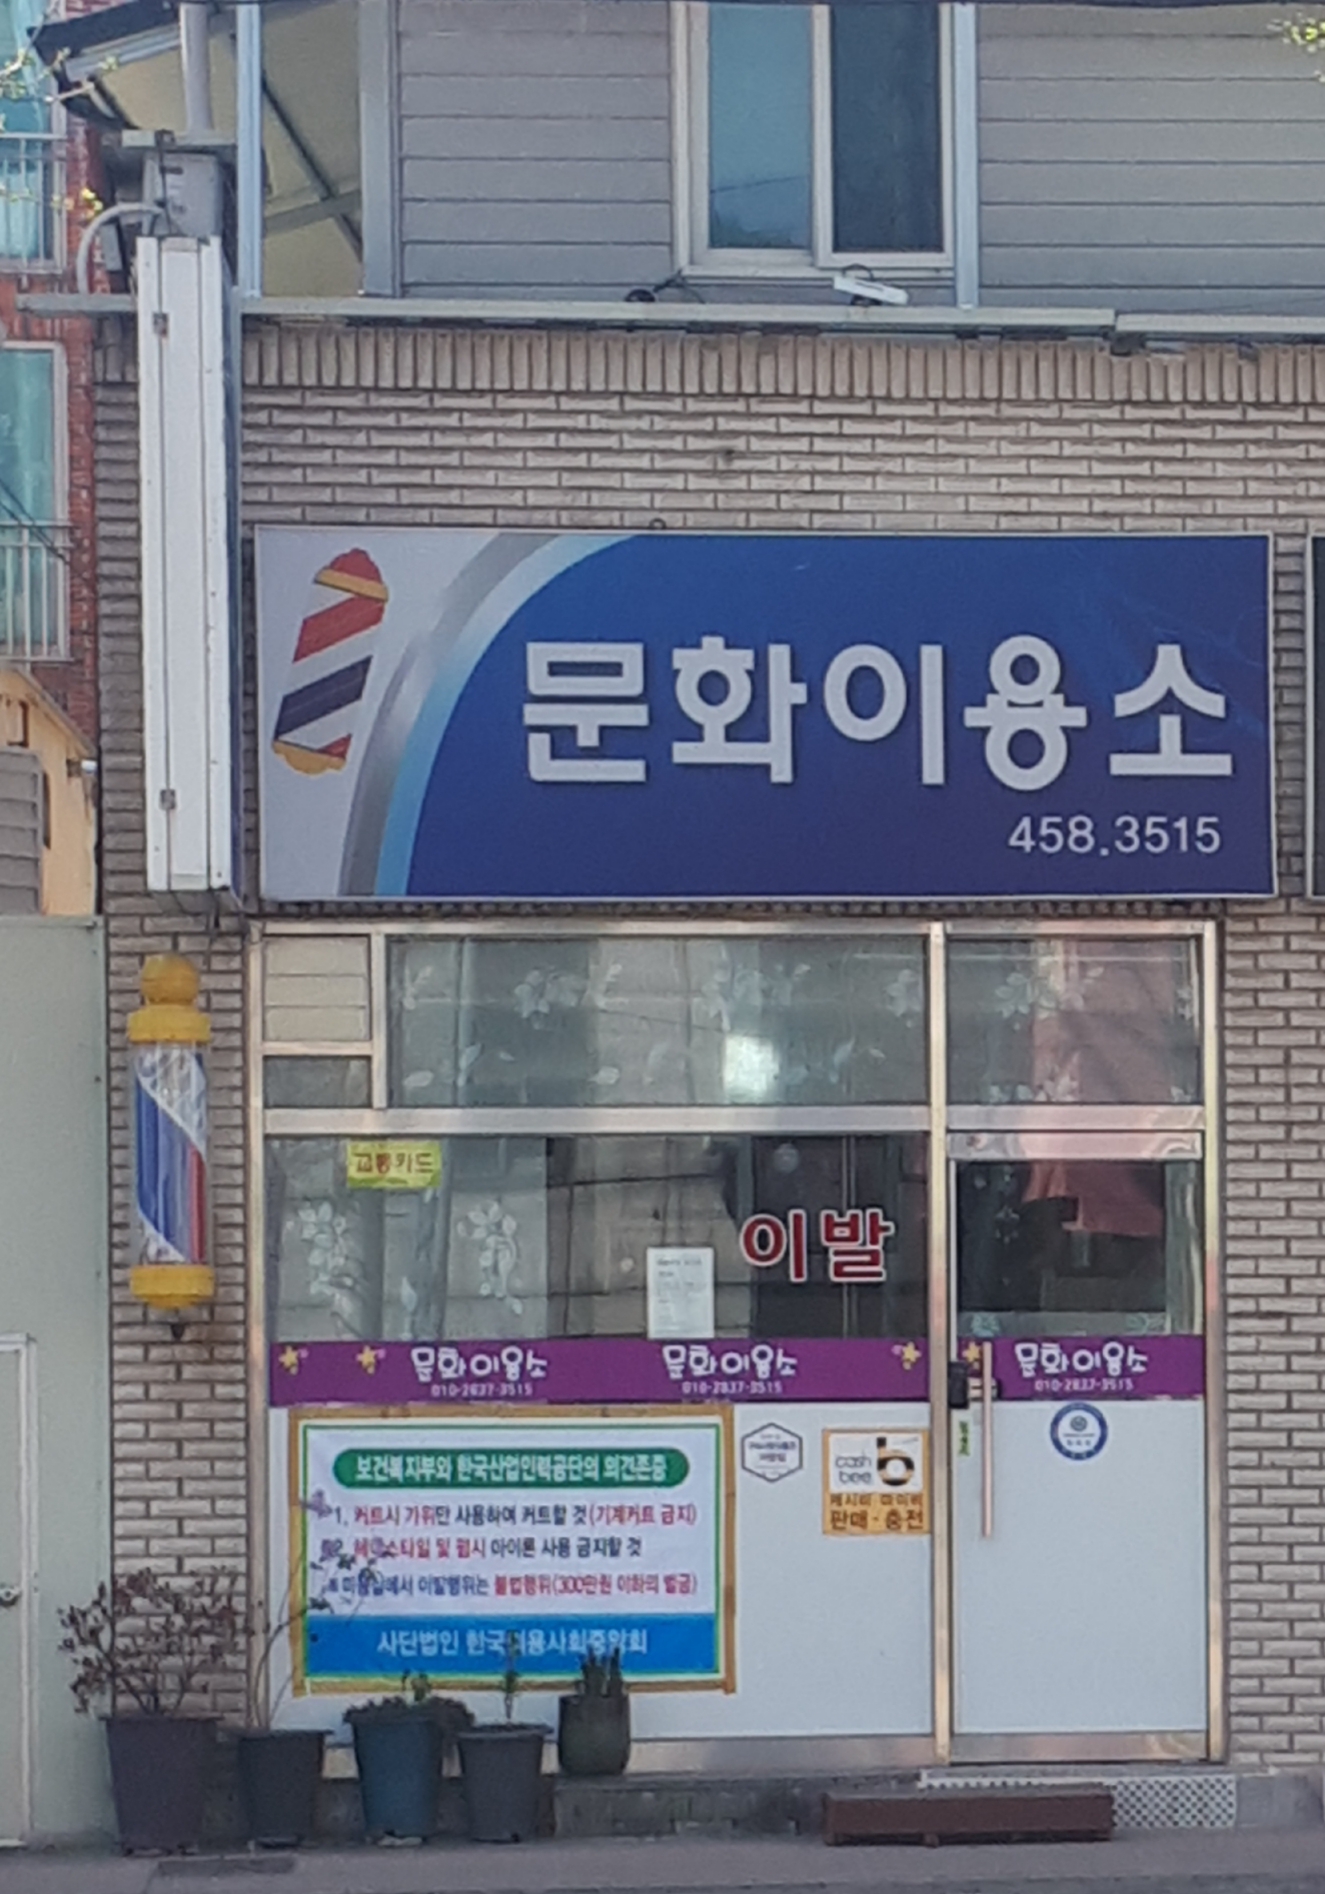 문화이용소
458.3515
교통카드
이발
문화이용소
010-2837-3515
문화이용소
010-2837-3515
문화이용소
010-2837-3515
보건복지부와 한국산업인력공단의 의견존중
1. 커트시 가위만 사용하여 커트할 것(기계커트 금지)
2. 헤어스타일 및 펌시 아이론 사용 금지할 것
미용실에서 이발행위는 불법행위(300만원 이하의 벌금)
사단법인 한국이용사회중앙회
cash
bee
캐시비 마이비
판매·충전